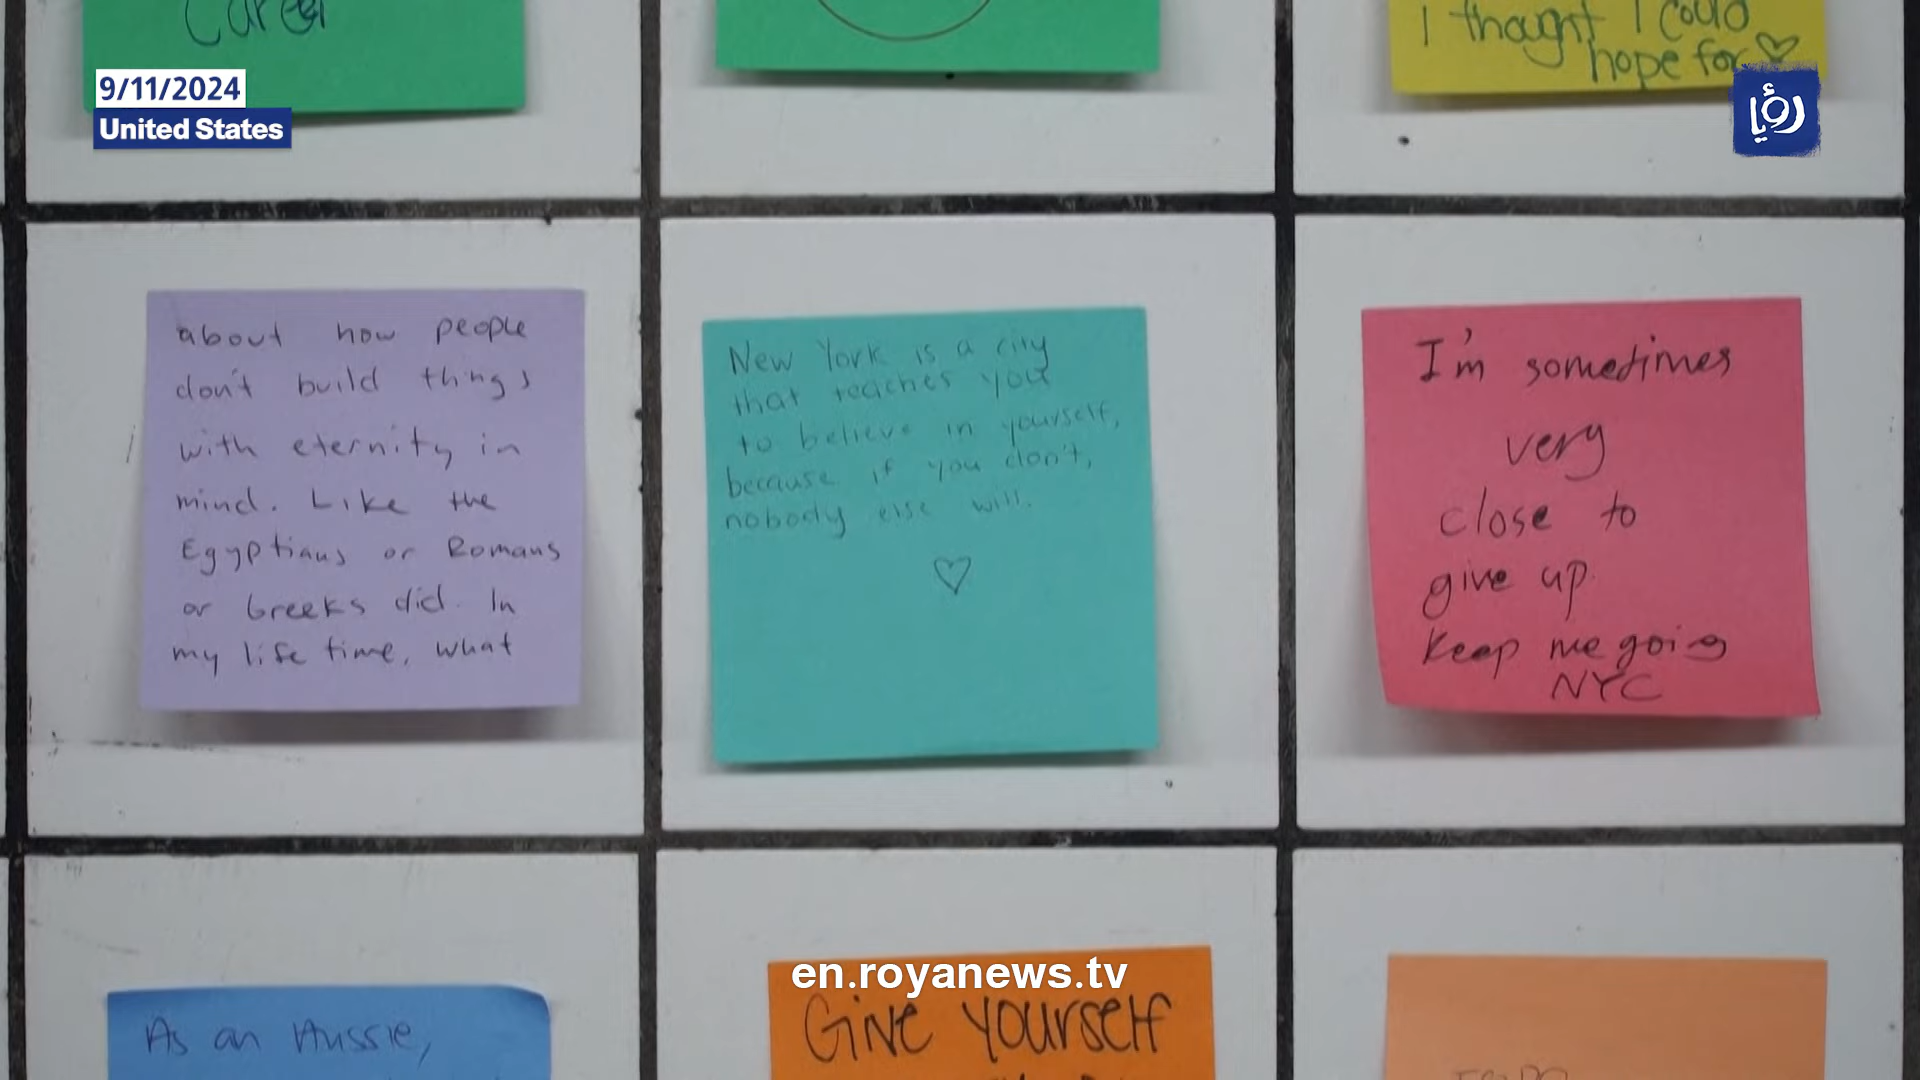 Career
I thought I could
hope for
9/11/2024
United States
رؤيا
about how people
don't build things
with eternity in
mind. Like the
Egyptians or Romans
or Greeks did. In
my life time, what
New York is a city
that teaches you
to believe in yourself,
because if you don't,
nobody else will.
I'm sometimes
very
close to
give up.
Keep me going
NYC
en.royanews.tv
As an Aussie,
Give Yourself